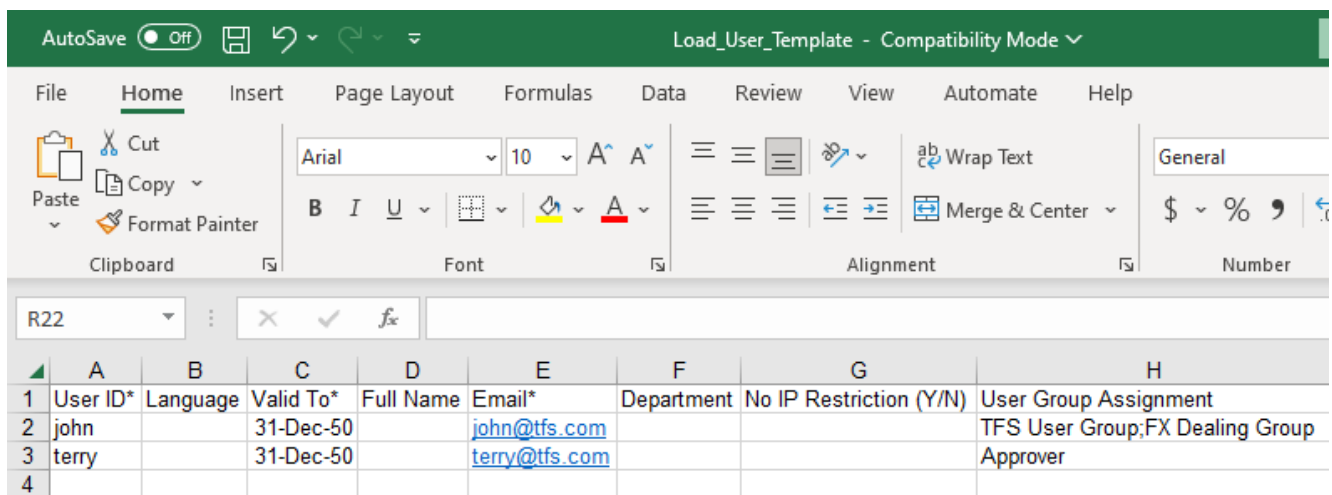 AutoSave Off Load_User_Template - Compatibility Mode
File Home Insert Page Layout Formulas Data Review View Automate Help
Paste
Cut
Copy
Format Painter
Clipboard
Arial 10 A^ A˅
B I U A
Font
ab Wrap Text
Merge & Center
Alignment
General
$ % 9
Number
R22 fx
A B C D E F G H
1 User ID* Language Valid To* Full Name Email* Department No IP Restriction (Y/N) User Group Assignment
2 john 31-Dec-50 john@tfs.com TFS User Group;FX Dealing Group
3 terry 31-Dec-50 terry@tfs.com Approver
4